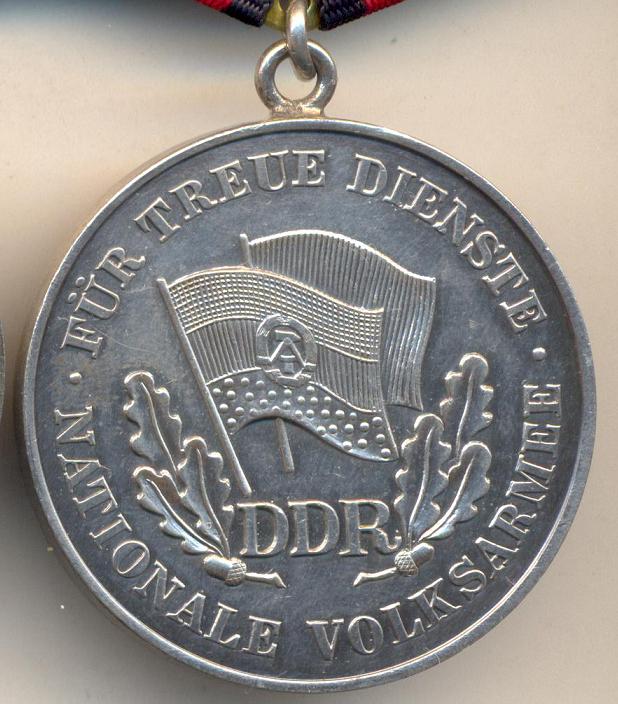 · FÜR TREUE DIENSTE ·
DDR
NATIONALE VOLKSARMEE